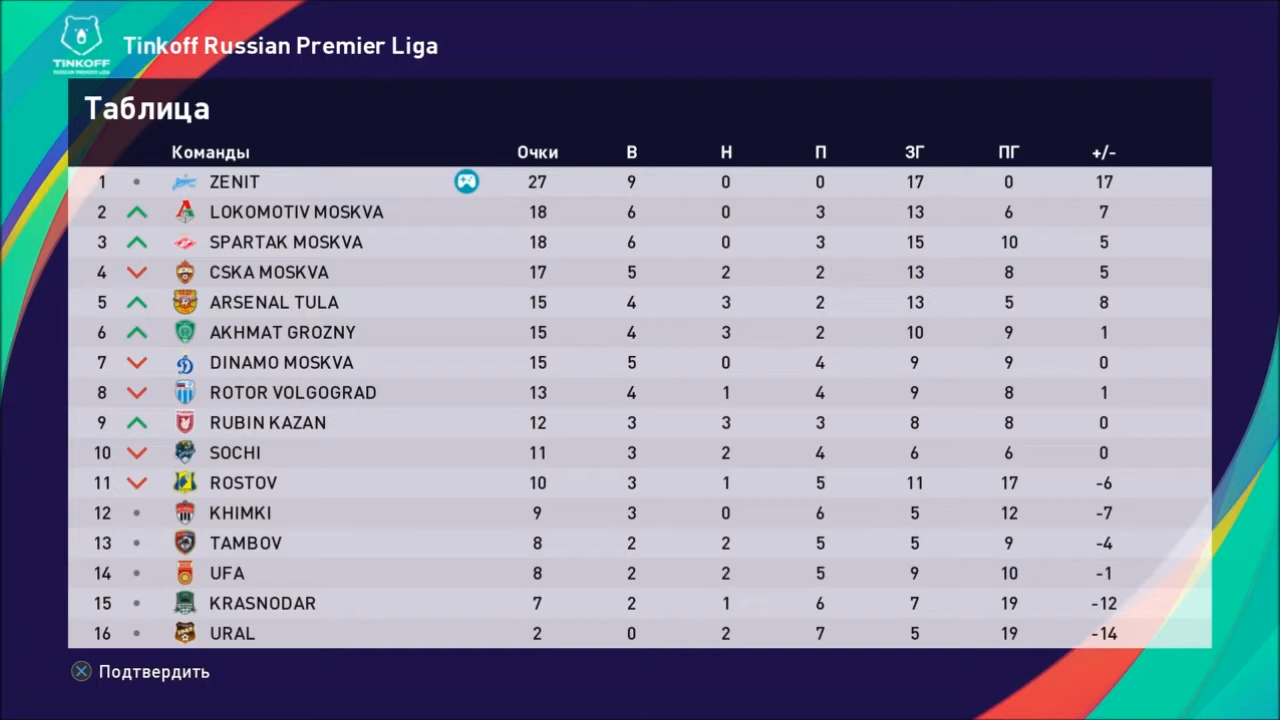 Tinkoff Russian Premier Liga
TINKOFF
RUSSIAN PREMIER LIGA
Таблица
Команды Очки В Н П ЗГ ПГ +/-
1 ZENIT 27 9 0 0 17 0 17
2 LOKOMOTIV MOSKVA 18 6 0 3 13 6 7
3 SPARTAK MOSKVA 18 6 0 3 15 10 5
4 CSKA MOSKVA 17 5 2 2 13 8 5
5 ARSENAL TULA 15 4 3 2 13 5 8
6 AKHMAT GROZNY 15 4 3 2 10 9 1
7 DINAMO MOSKVA 15 5 0 4 9 9 0
8 ROTOR VOLGOGRAD 13 4 1 4 9 8 1
9 RUBIN KAZAN 12 3 3 3 8 8 0
10 SOCHI 11 3 2 4 6 6 0
11 ROSTOV 10 3 1 5 11 17 -6
12 KHIMKI 9 3 0 6 5 12 -7
13 TAMBOV 8 2 2 5 5 9 -4
14 UFA 8 2 2 5 9 10 -1
15 KRASNODAR 7 2 1 6 7 19 -12
16 URAL 2 0 2 7 5 19 -14
Подтвердить